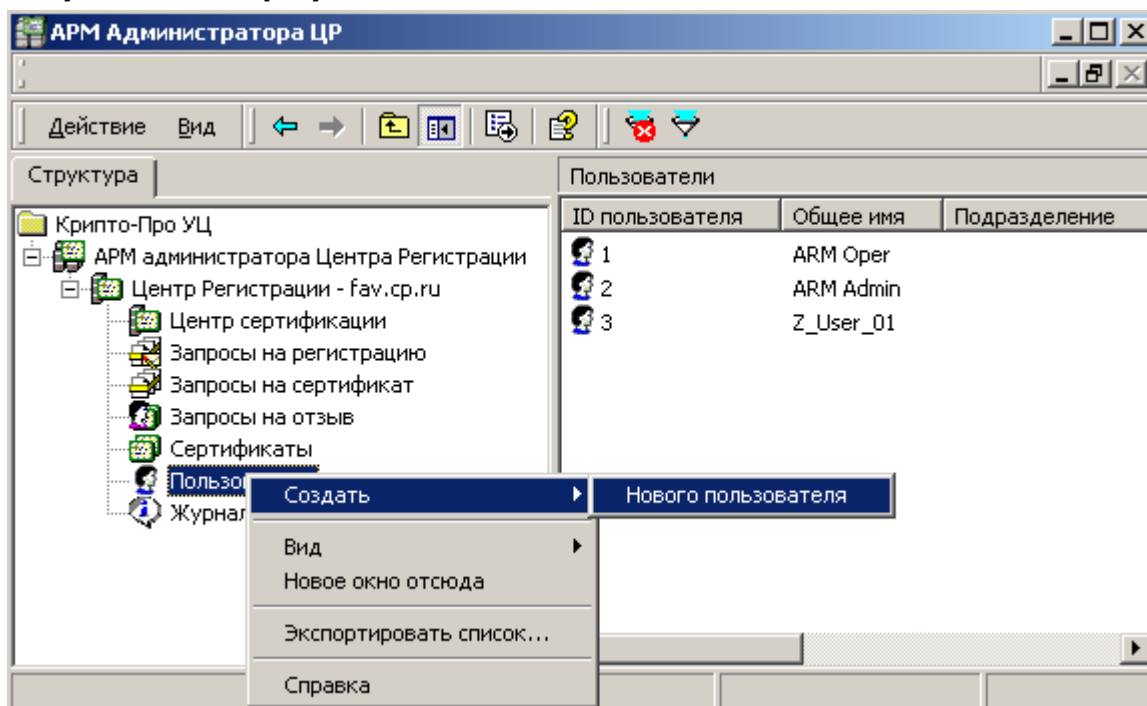 АРМ Администратора ЦР
Действие Вид
Структура
Пользователи
Крипто-Про УЦ
АРМ администратора Центра Регистрации
Центр Регистрации - fav.cp.ru
Центр сертификации
Запросы на регистрацию
Запросы на сертификат
Запросы на отзыв
Сертификаты
Пользо
Журнал
ID пользователя Общее имя Подразделение
1 ARM Oper
2 ARM Admin
3 Z_User_01
Создать
Нового пользователя
Вид
Новое окно отсюда
Экспортировать список...
Справка